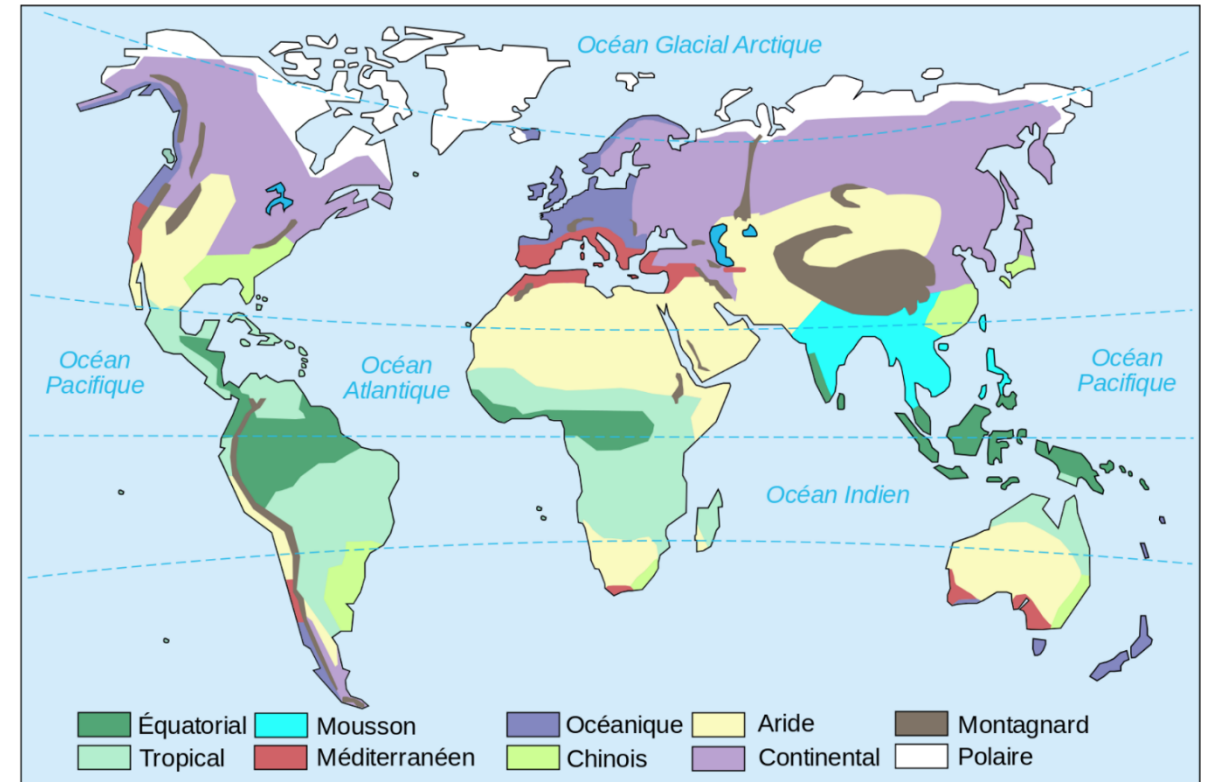 Océan Glacial Arctique
Océan
Pacifique
Océan
Atlantique
Océan
Pacifique
Océan Indien
Équatorial
Mousson
Océanique
Aride
Montagnard
Tropical
Méditerranéen
Chinois
Continental
Polaire